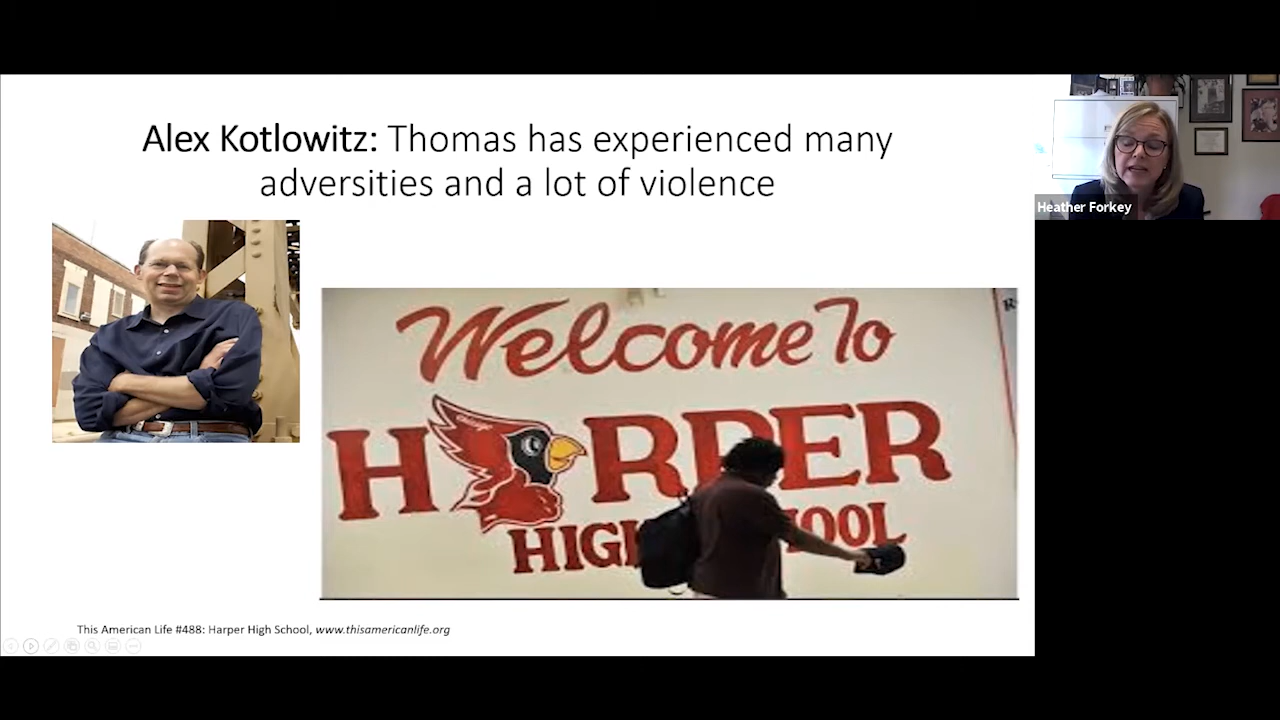 Alex Kotlowitz: Thomas has experienced many
adversities and a lot of violence
Heather Forkey
Welcome To
HARPER
HIGH SCHOOL
This American Life #488: Harper High School, www.thisamericanlife.org